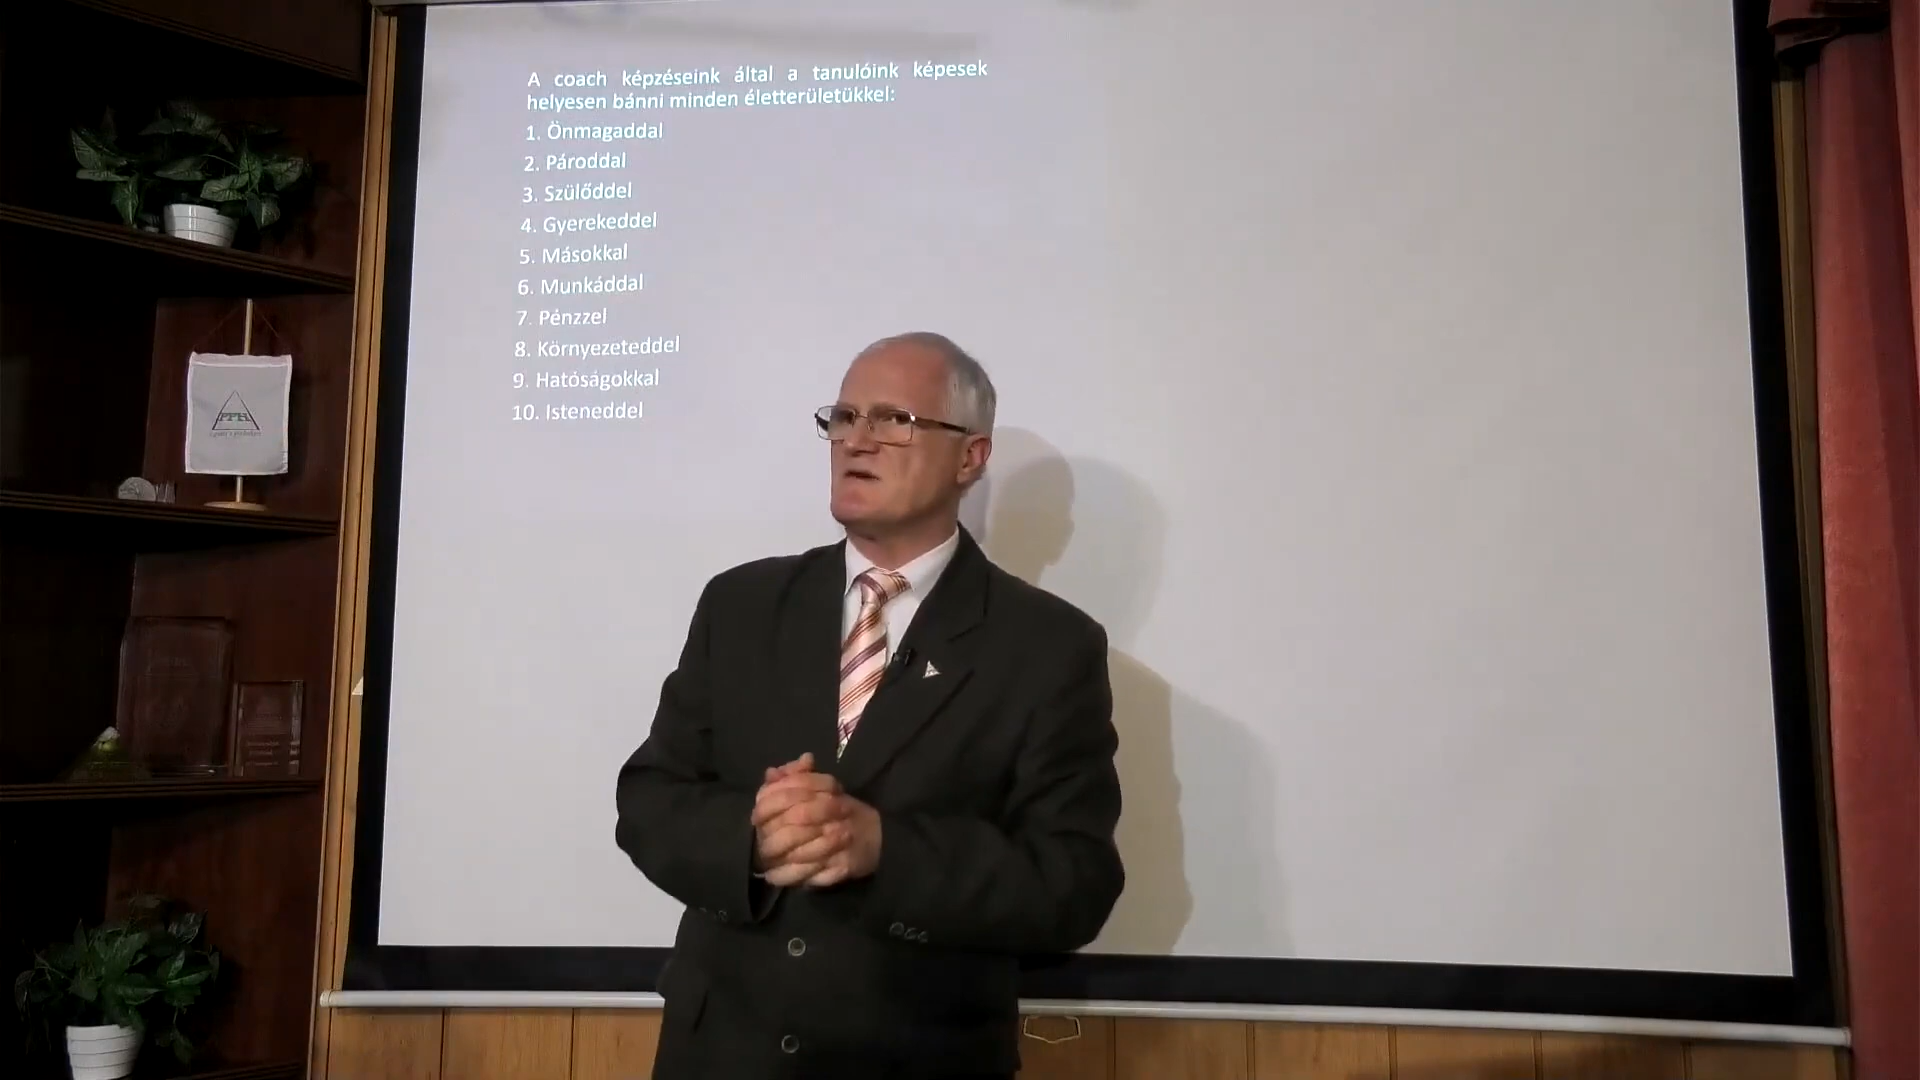 A coach képzéseink által a tanulóink képesek
helyesen bánni minden életterületükkel:
1. Önmagaddal
2. Pároddal
3. Szülőddel
4. Gyerekeddel
5. Másokkal
6. Munkáddal
7. Pénzzel
8. Környezeteddel
9. Hatóságokkal
10. Isteneddel